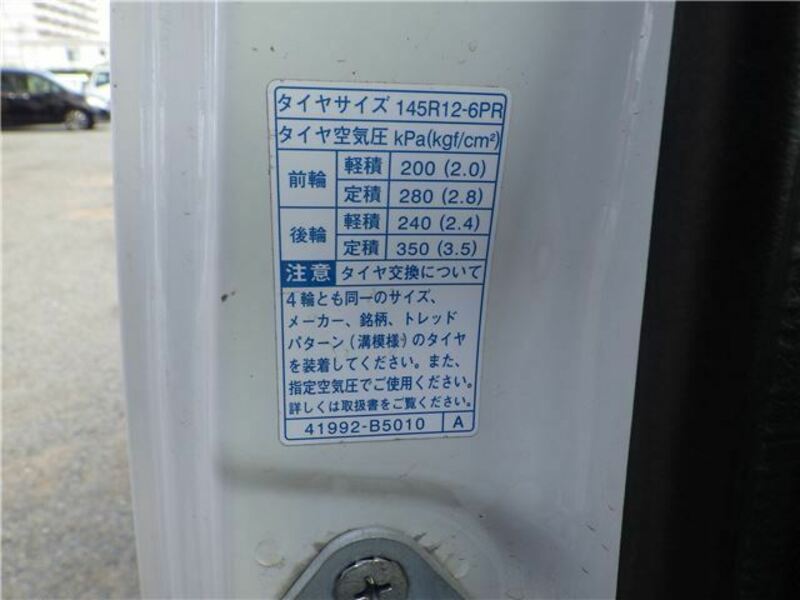 タイヤサイズ 145R12-6PR
タイヤ空気圧 kPa(kgf/cm²)
前輪 軽積 200 (2.0)
定積 280 (2.8)
後輪 軽積 240 (2.4)
定積 350 (3.5)
注意 タイヤ交換について
4輪とも同一のサイズ、
メーカー、銘柄、トレッド
パターン(溝模様)のタイヤ
を装着してください。また、
指定空気圧でご使用ください。
詳しくは取扱書をご覧ください。
41992-B5010 A